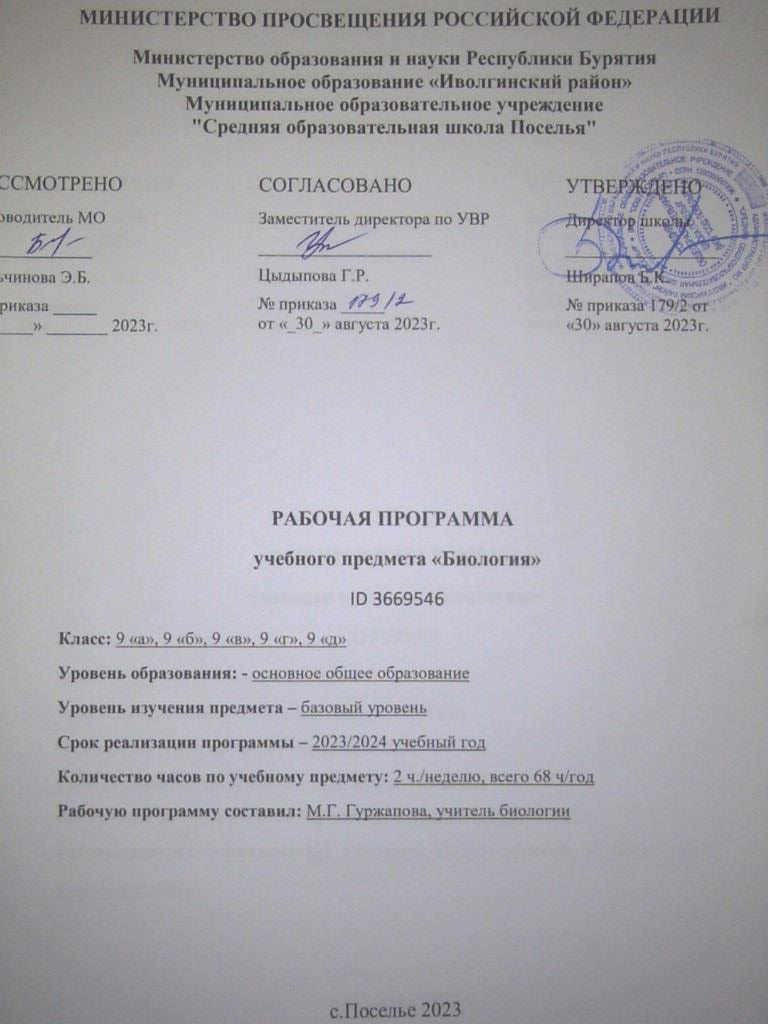 МИНИСТЕРСТВО ПРОСВЕЩЕНИЯ РОССИЙСКОЙ ФЕДЕРАЦИИ
Министерство образования и науки Республики Бурятия
Муниципальное образование «Иволгинский район»
Муниципальное образовательное учреждение
"Средняя образовательная школа Поселья"
ССМОТРЕНО
оводитель МО
ьчинова Э.Б.
риказа _____
____» _______ 2023г.
СОГЛАСОВАНО
Заместитель директора по УВР
Цыдыпова Г.Р.
№ приказа 179/2
от «_30_» августа 2023г.
УТВЕРЖДЕНО
Директор школы
Ширапов Б.К.
№ приказа 179/2 от
«30» августа 2023г.
РАБОЧАЯ ПРОГРАММА
учебного предмета «Биология»
ID 3669546
Класс: 9 «а», 9 «б», 9 «в», 9 «г», 9 «д»
Уровень образования: - основное общее образование
Уровень изучения предмета – базовый уровень
Срок реализации программы – 2023/2024 учебный год
Количество часов по учебному предмету: 2 ч./неделю, всего 68 ч/год
Рабочую программу составил: М.Г. Гуржапова, учитель биологии
с.Поселье 2023